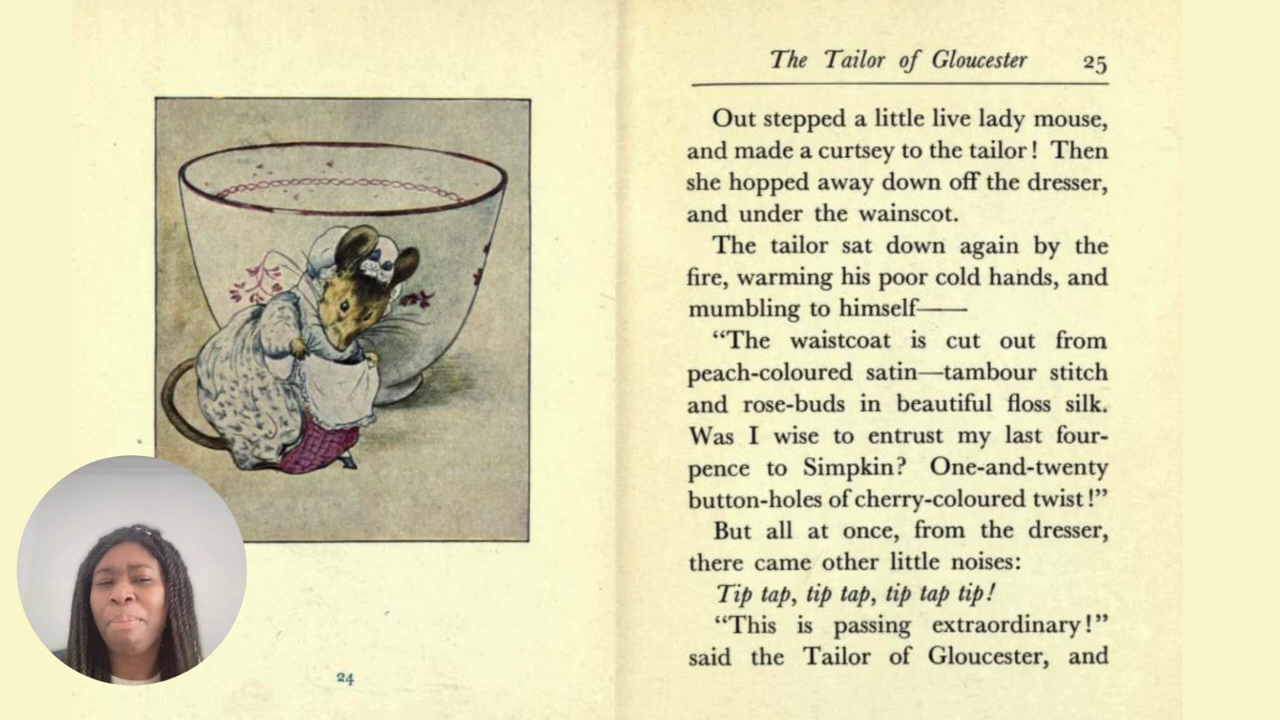 24
The Tailor of Gloucester 25
Out stepped a little live lady mouse,
and made a curtsey to the tailor! Then
she hopped away down off the dresser,
and under the wainscot.
The tailor sat down again by the
fire, warming his poor cold hands, and
mumbling to himself——
“The waistcoat is cut out from
peach-coloured satin—tambour stitch
and rose-buds in beautiful floss silk.
Was I wise to entrust my last four-
pence to Simpkin? One-and-twenty
button-holes of cherry-coloured twist!”
But all at once, from the dresser,
there came other little noises:
Tip tap, tip tap, tip tap tip!
“This is passing extraordinary!”
said the Tailor of Gloucester, and